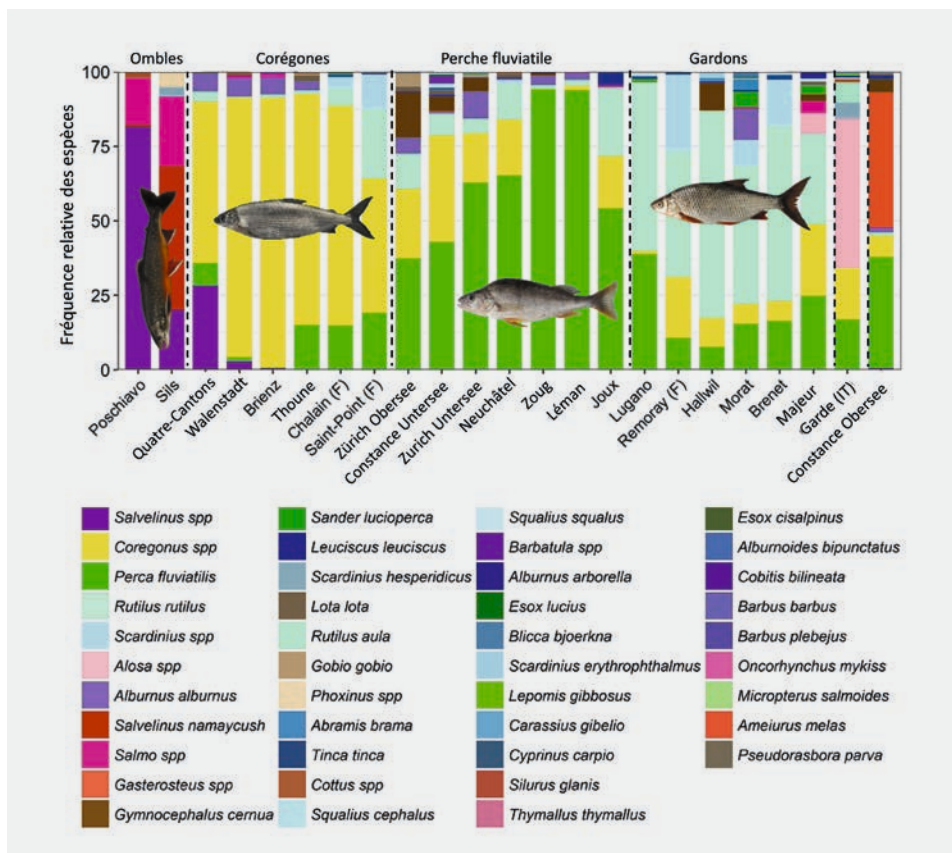 Ombles
Corégones
Perche fluviatile
Gardons
Fréquence relative des espèces
100
75
50
25
0
Poschiavo
Sils
Quatre-Cantons
Walenstadt
Brienz
Thoune
Chalain (F)
Saint-Point (F)
Zürich Obersee
Constance Untersee
Zurich Untersee
Neuchâtel
Zoug
Léman
Joux
Lugano
Remoray (F)
Hallwil
Morat
Brenet
Majeur
Garde (IT)
Constance Obersee
Salvelinus spp
Coregonus spp
Perca fluviatilis
Rutilus rutilus
Scardinius spp
Alosa spp
Alburnus alburnus
Salvelinus namaycush
Salmo spp
Gasterosteus spp
Gymnocephalus cernua
Sander lucioperca
Leuciscus leuciscus
Scardinius hesperidicus
Lota lota
Rutilus aula
Gobio gobio
Phoxinus spp
Abramis brama
Tinca tinca
Cottus spp
Squalius cephalus
Squalius squalus
Barbatula spp
Alburnus arborella
Esox lucius
Blicca bjoerkna
Scardinius erythrophthalmus
Lepomis gibbosus
Carassius gibelio
Cyprinus carpio
Silurus glanis
Thymallus thymallus
Esox cisalpinus
Alburnoides bipunctatus
Cobitis bilineata
Barbus barbus
Barbus plebejus
Oncorhynchus mykiss
Micropterus salmoides
Ameiurus melas
Pseudorasbora parva